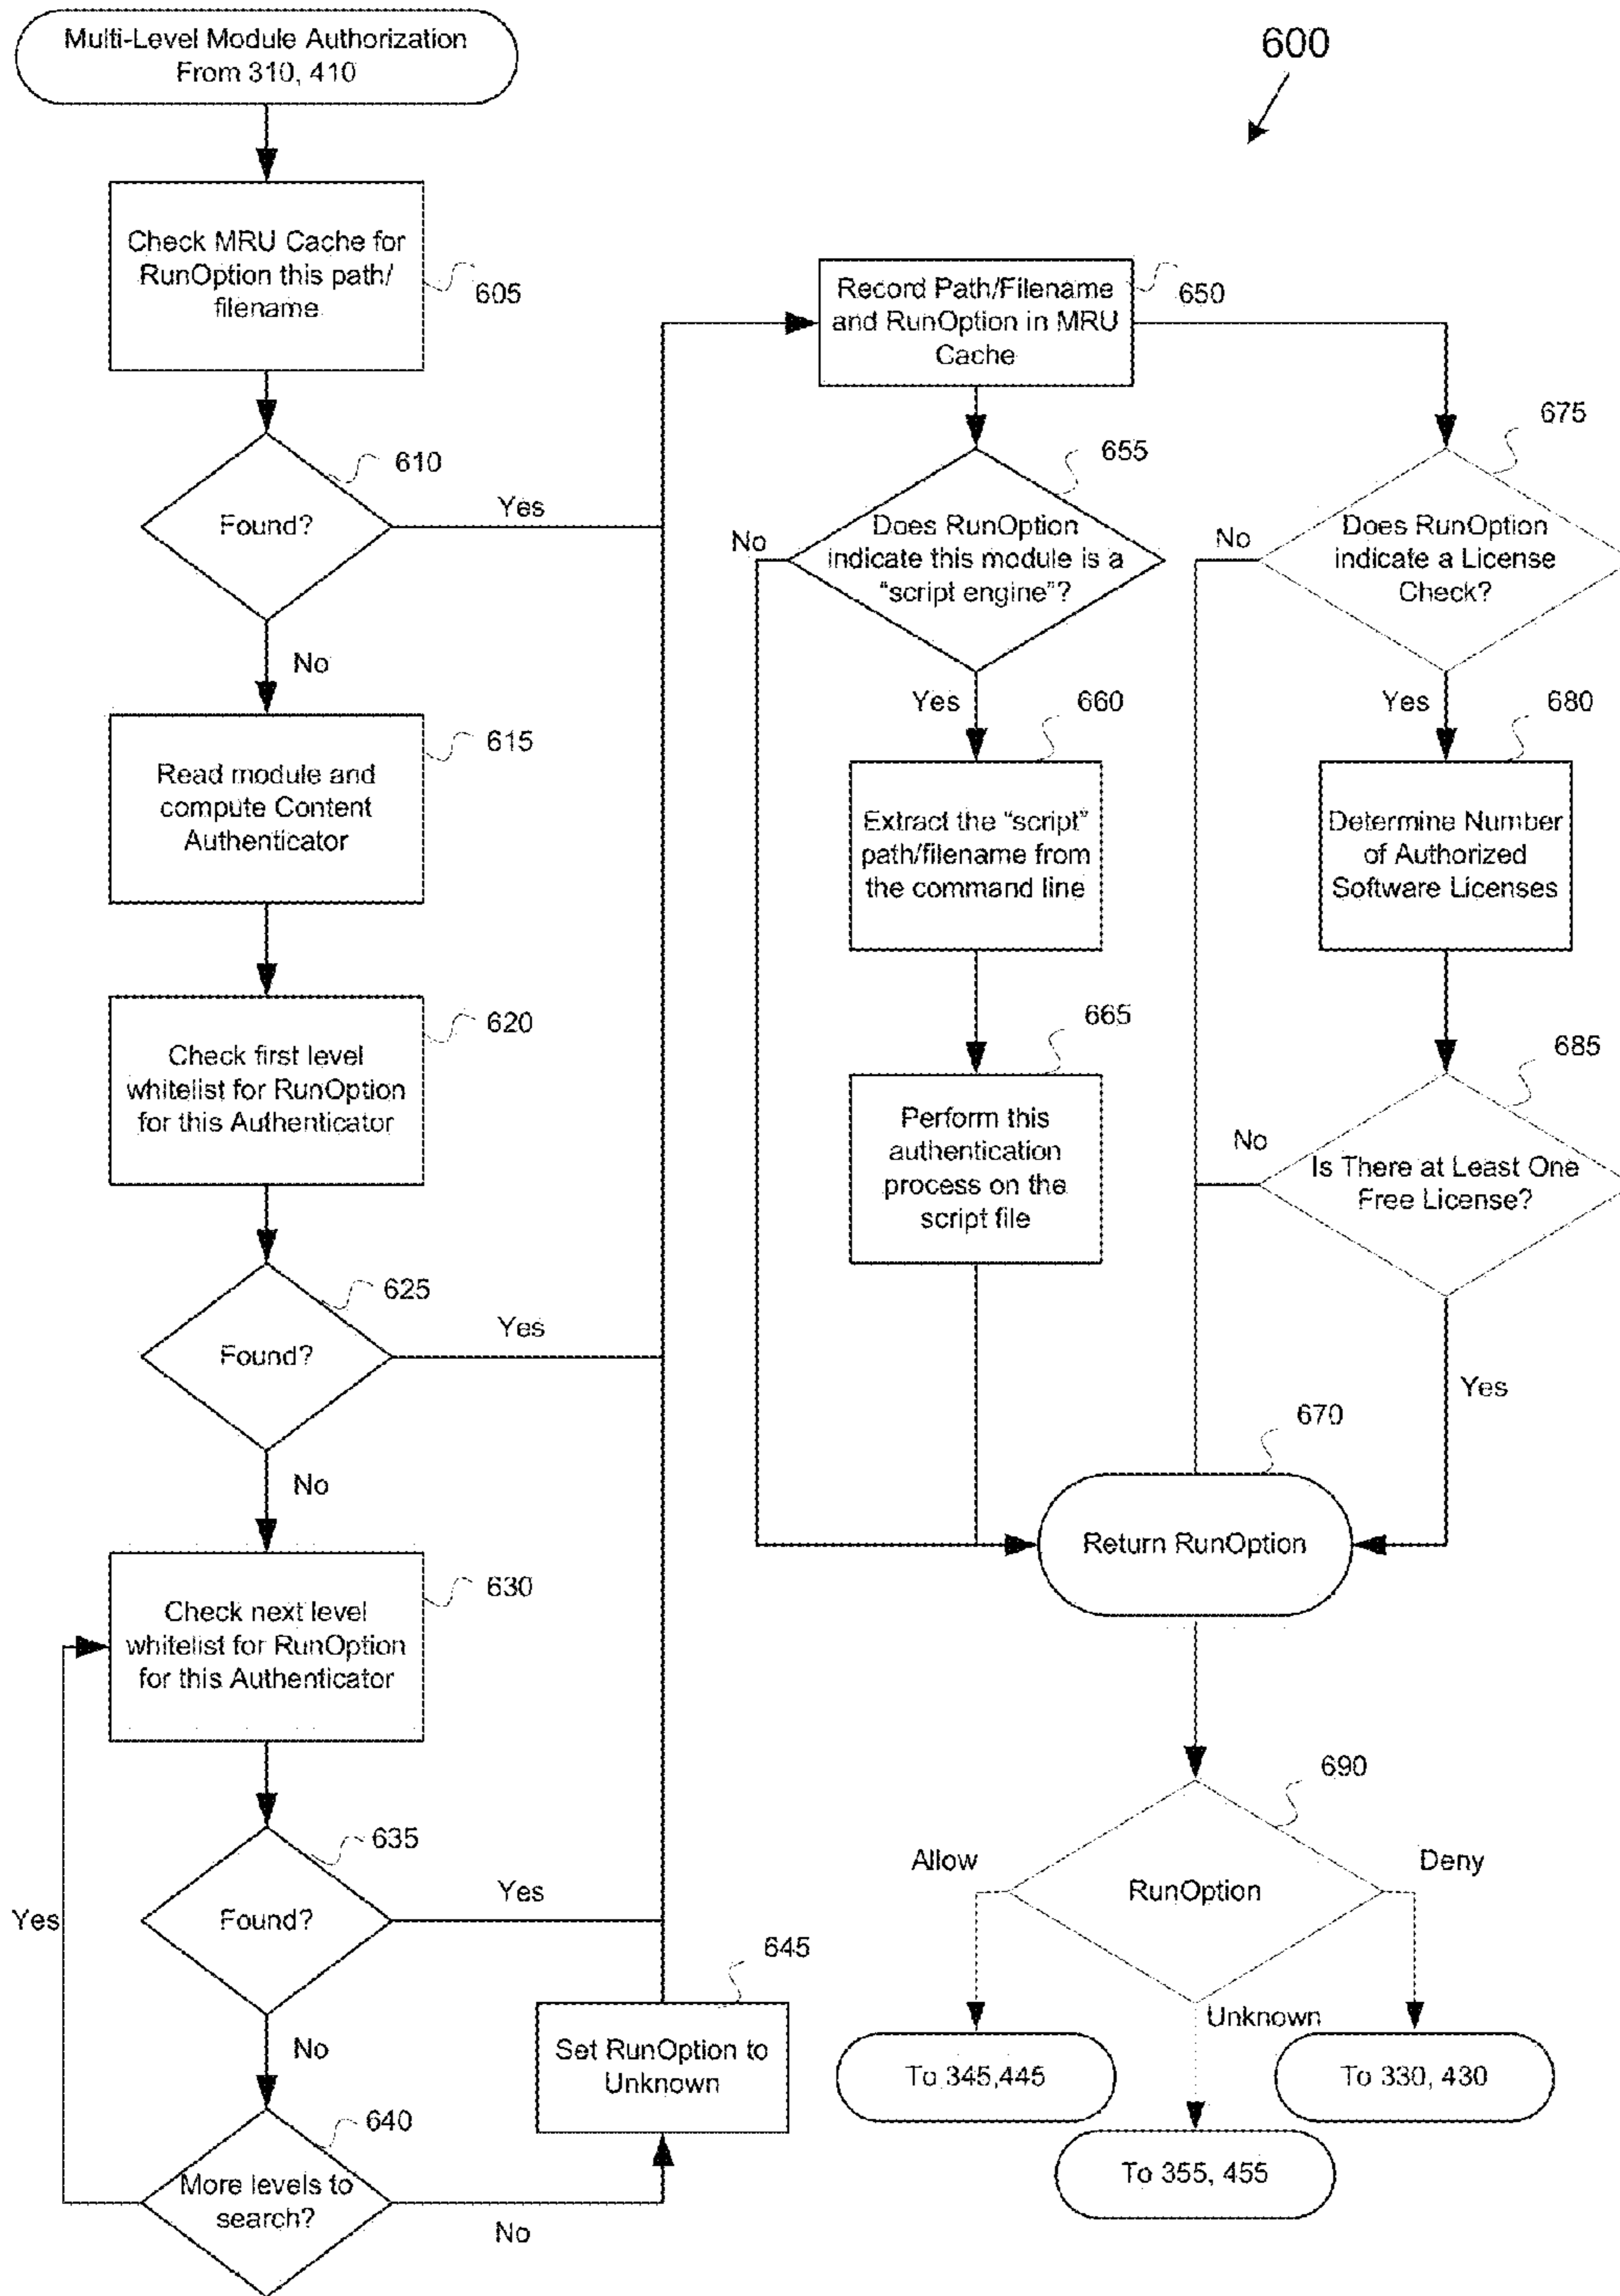 Multi-Level Module Authorization
From 310, 410
600
Check MRU Cache for
RunOption this path/
filename
605
610
Found?
Yes
No
Read module and
compute Content
Authenticator
615
Check first level
whitelist for RunOption
for this Authenticator
620
625
Found?
Yes
No
Check next level
whitelist for RunOption
for this Authenticator
630
635
Found?
Yes
No
Yes
640
More levels to
search?
No
645
Set RunOption to
Unknown
Record Path/Filename
and RunOption in MRU
Cache
650
655
Does RunOption
indicate this module is a
"script engine"?
No
Yes
660
Extract the "script"
path/filename from
the command line
665
Perform this
authentication
process on the
script file
675
Does RunOption
indicate a License
Check?
No
Yes
680
Determine Number
of Authorized
Software Licenses
685
Is There at Least One
Free License?
No
Yes
670
Return RunOption
690
RunOption
Allow
Deny
Unknown
To 345,445
To 330, 430
To 355, 455